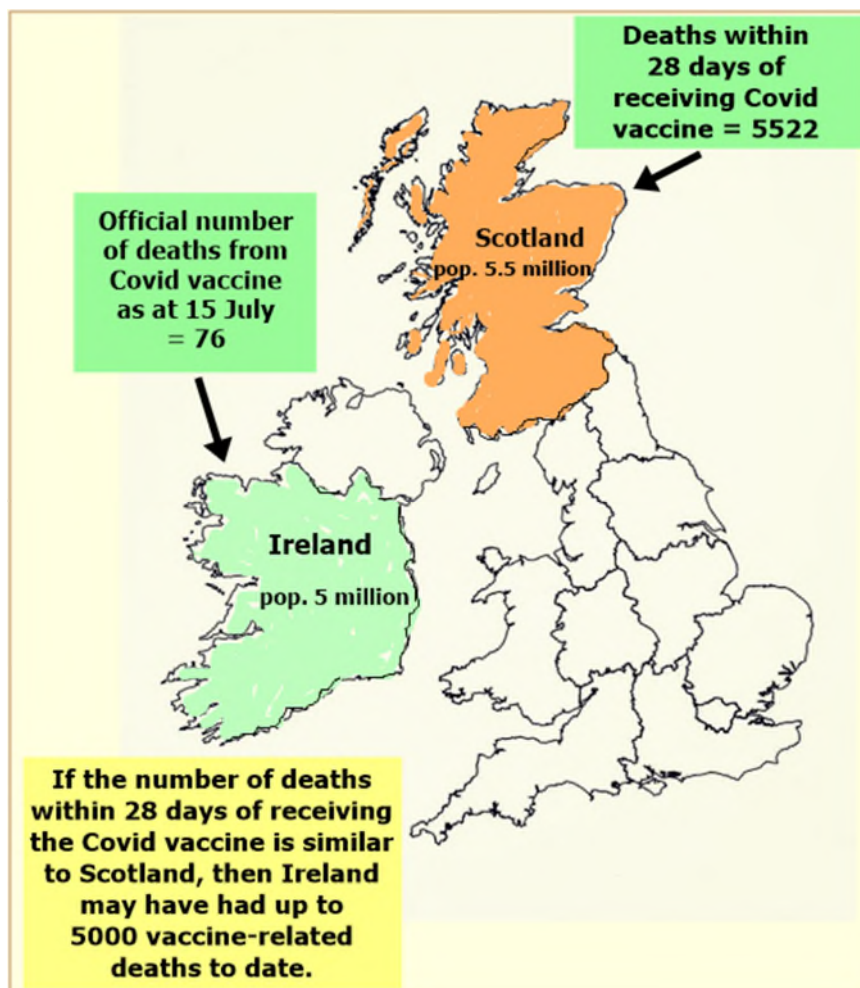 Deaths within
28 days of
receiving Covid
vaccine = 5522
Official number
of deaths from
Covid vaccine
as at 15 July
= 76
Scotland
pop. 5.5 million
Ireland
pop. 5 million
If the number of deaths
within 28 days of receiving
the Covid vaccine is similar
to Scotland, then Ireland
may have had up to
5000 vaccine-related
deaths to date.